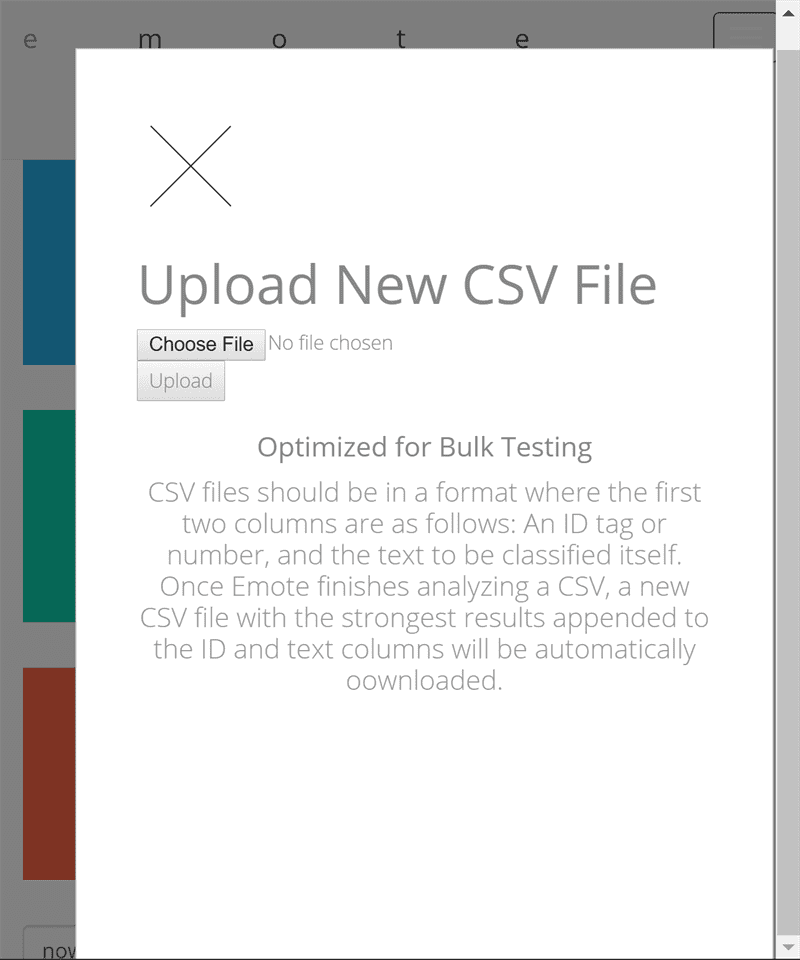 e m o t e
Upload New CSV File
Choose File No file chosen
Upload
Optimized for Bulk Testing
CSV files should be in a format where the first
two columns are as follows: An ID tag or
number, and the text to be classified itself.
Once Emote finishes analyzing a CSV, a new
CSV file with the strongest results appended to
the ID and text columns will be automatically
oownloaded.